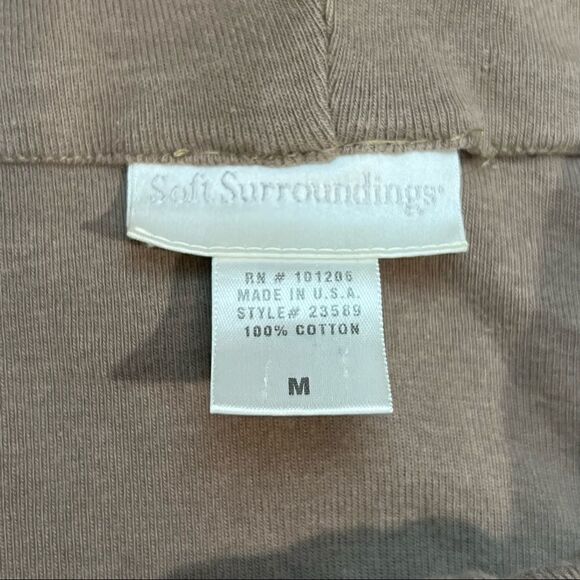 Soft Surroundings®
RN # 101206
MADE IN U.S.A.
STYLE# 23589
100% COTTON
M